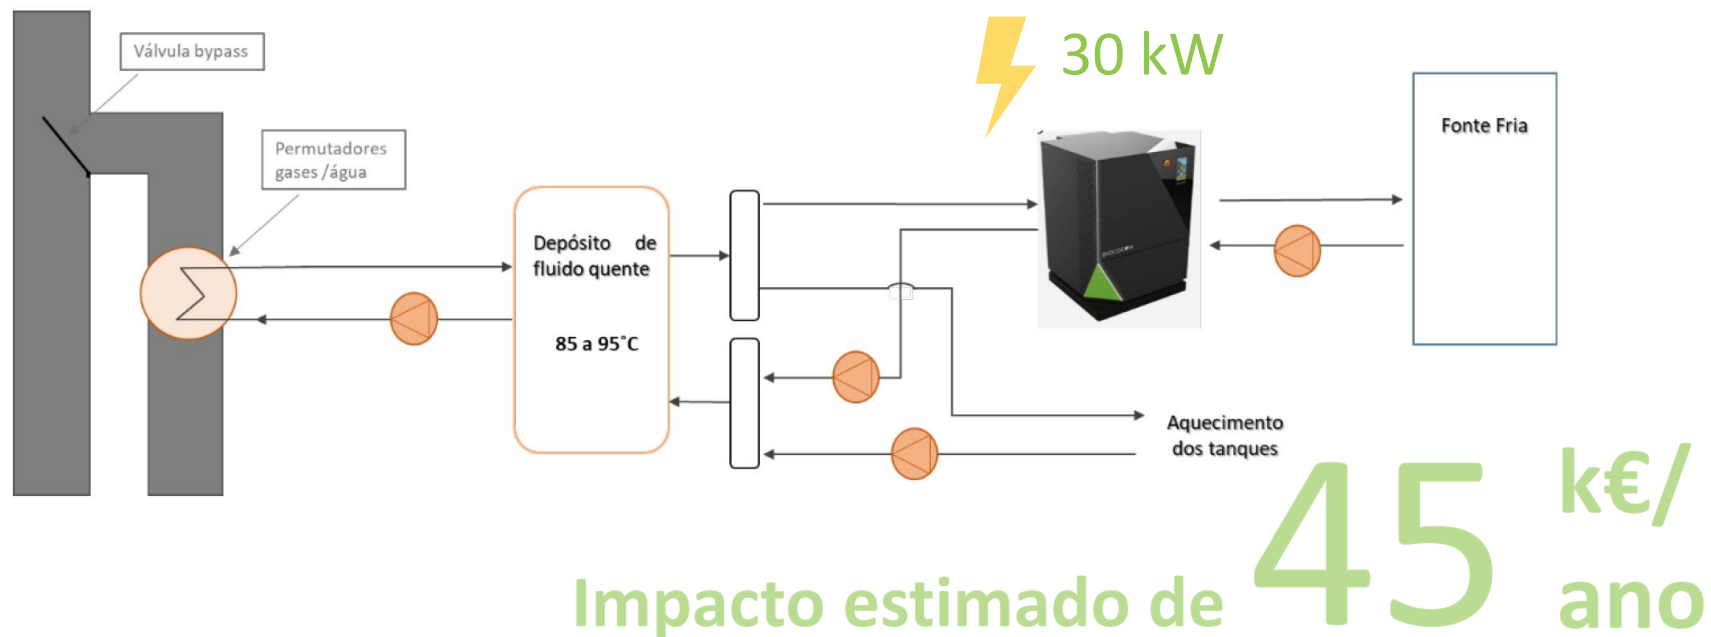 Válvula bypass
30 kW
Fonte Fria
Permutadores
gases /água
Depósito de
fluido quente
85 a 95°C
Aquecimento
dos tanques
Impacto estimado de 45 k€/
ano